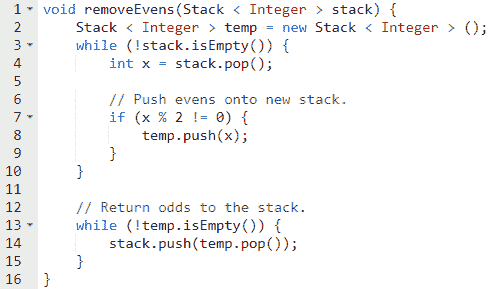 1 void removeEvens(Stack < Integer > stack) {
2     Stack < Integer > temp = new Stack < Integer > ();
3     while (!stack.isEmpty()) {
4         int x = stack.pop();
5
6         // Push evens onto new stack.
7         if (x % 2 != 0) {
8             temp.push(x);
9         }
10     }
11
12     // Return odds to the stack.
13     while (!temp.isEmpty()) {
14         stack.push(temp.pop());
15     }
16 }